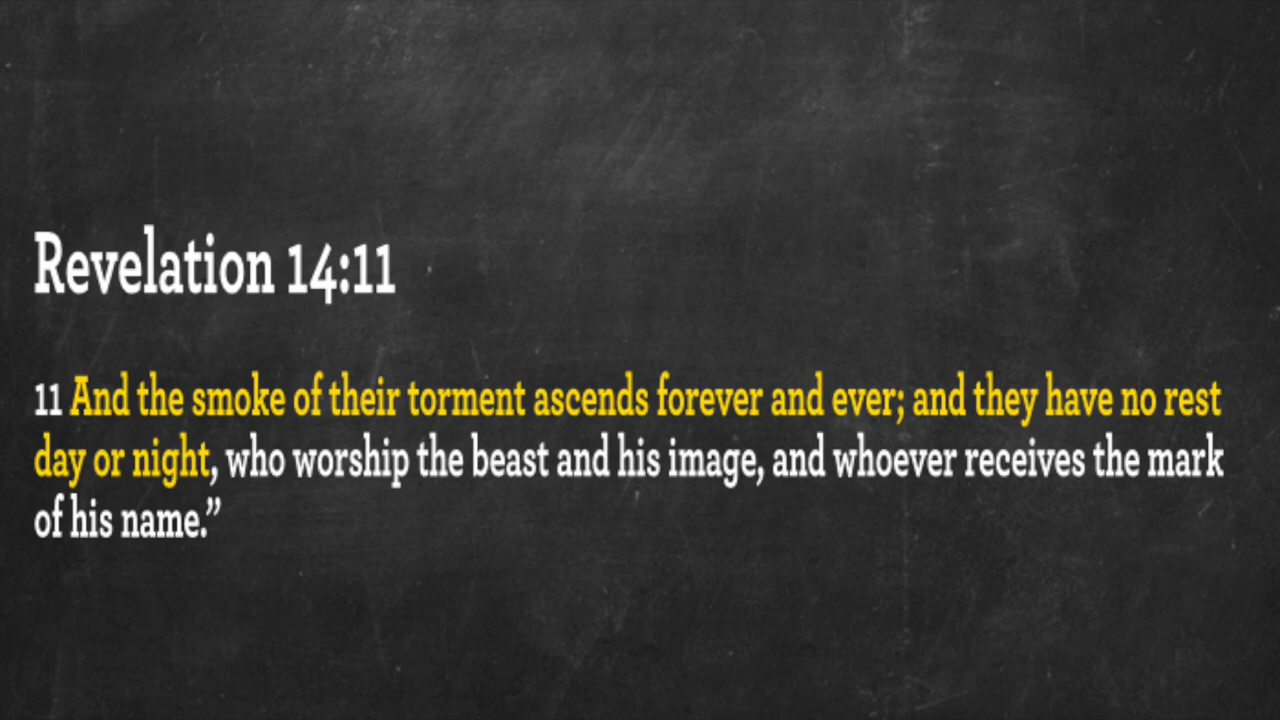 Revelation 14:11
11 And the smoke of their torment ascends forever and ever; and they have no rest
day or night, who worship the beast and his image, and whoever receives the mark
of his name.”